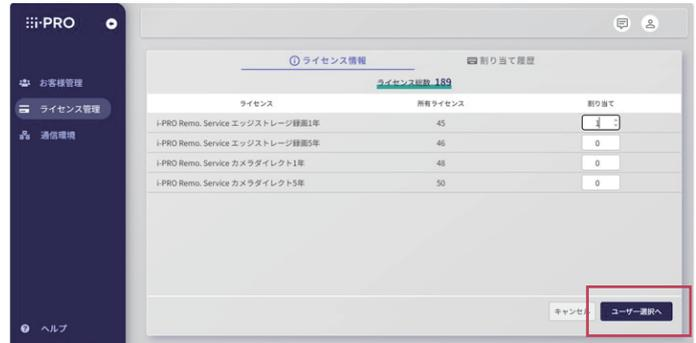 i-PRO
お客様管理
ライセンス管理
通信環境
ヘルプ
ライセンス情報 割り当て履歴
ライセンス総数 189
ライセンス 所有ライセンス 割り当て
i-PRO Remo. Service エッジストレージ録画1年 45 1
i-PRO Remo. Service エッジストレージ録画5年 46 0
i-PRO Remo. Service カメラダイレクト1年 48 0
i-PRO Remo. Service カメラダイレクト5年 50 0
キャンセル ユーザー選択へ